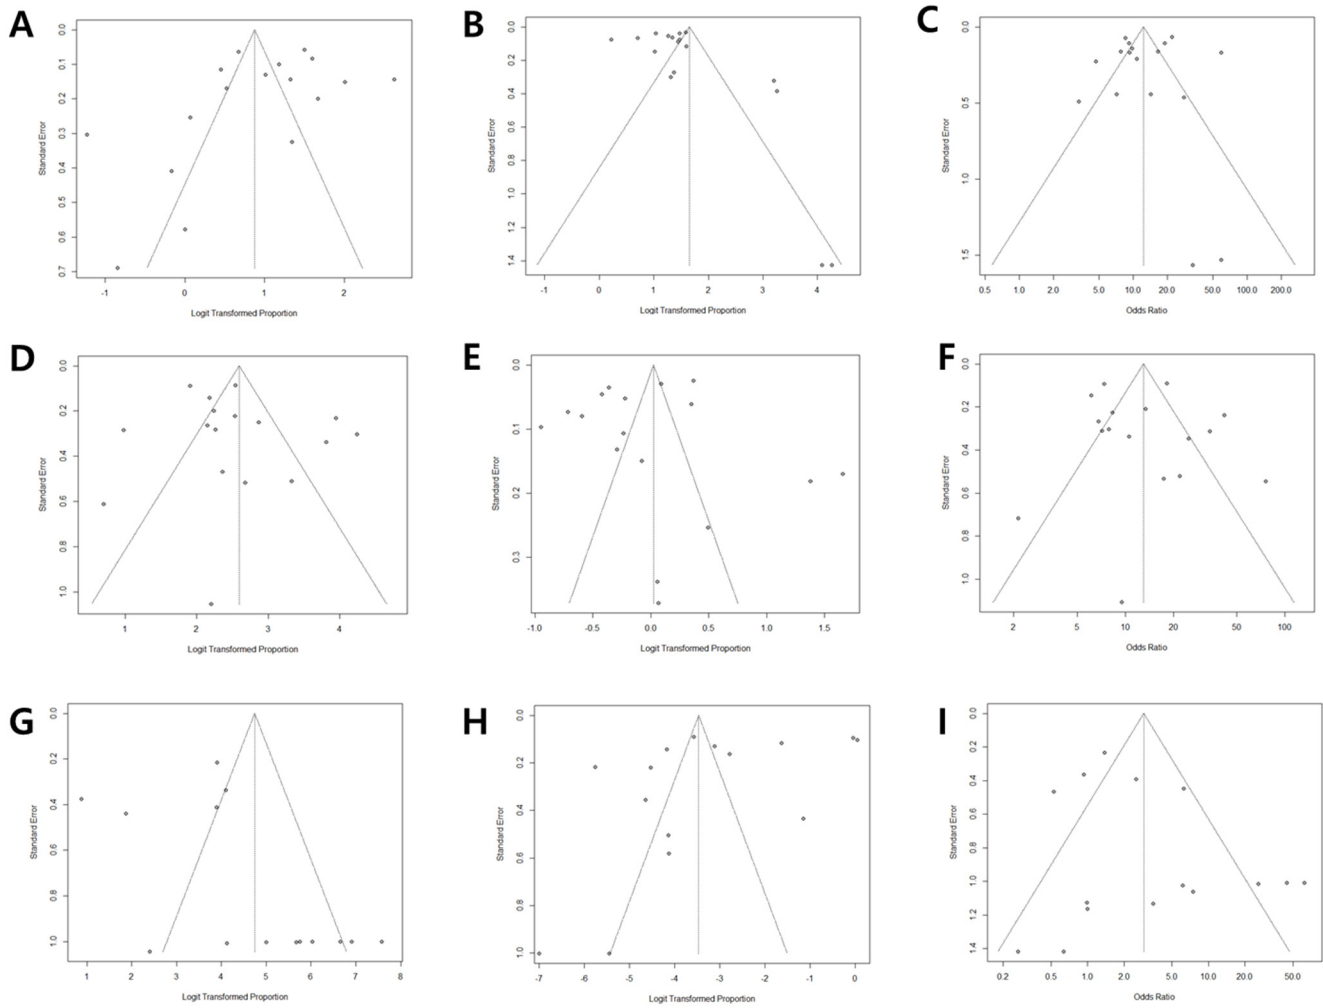 A
0.0
0.1
0.2
0.3
0.4
0.5
0.6
0.7
Standard Error
-1 0 1 2
Logit Transformed Proportion
B
0.0
0.2
0.4
0.6
0.8
1.0
1.2
1.4
Standard Error
-1 0 1 2 3 4
Logit Transformed Proportion
C
0.0
0.5
1.0
1.5
Standard Error
0.5 1.0 2.0 5.0 10.0 20.0 50.0 100.0 200.0
Odds Ratio
D
0.0
0.2
0.4
0.6
0.8
1.0
Standard Error
1 2 3 4
Logit Transformed Proportion
E
0.0
0.1
0.2
0.3
Standard Error
-1.0 -0.5 0.0 0.5 1.0 1.5
Logit Transformed Proportion
F
0.0
0.2
0.4
0.6
0.8
1.0
Standard Error
2 5 10 20 50 100
Odds Ratio
G
0.0
0.2
0.4
0.6
0.8
1.0
Standard Error
1 2 3 4 5 6 7 8
Logit Transformed Proportion
H
0.0
0.2
0.4
0.6
0.8
1.0
Standard Error
-7 -6 -5 -4 -3 -2 -1 0
Logit Transformed Proportion
I
0.0
0.2
0.4
0.6
0.8
1.0
1.2
1.4
Standard Error
0.2 0.5 1.0 2.0 5.0 10.0 20.0 50.0
Odds Ratio